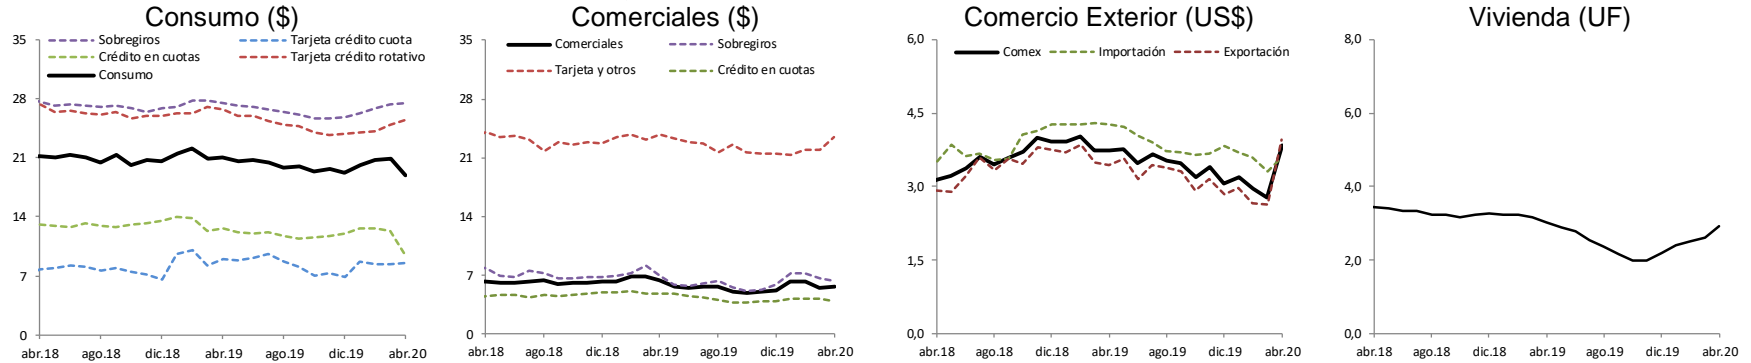 Consumo ($)
Sobregiros
Tarjeta crédito cuota
Crédito en cuotas
Tarjeta crédito rotativo
Consumo
35
28
21
14
7
0
abr.18
ago.18
dic.18
abr.19
ago.19
dic.19
abr.20
Comerciales ($)
Comerciales
Sobregiros
Tarjeta y otros
Crédito en cuotas
35
28
21
14
7
0
abr.18
ago.18
dic.18
abr.19
ago.19
dic.19
abr.20
Comercio Exterior (US$)
Comex
Importación
Exportación
6,0
4,5
3,0
1,5
0,0
abr.18
ago.18
dic.18
abr.19
ago.19
dic.19
abr.20
Vivienda (UF)
8,0
6,0
4,0
2,0
0,0
abr.18
ago.18
dic.18
abr.19
ago.19
dic.19
abr.20